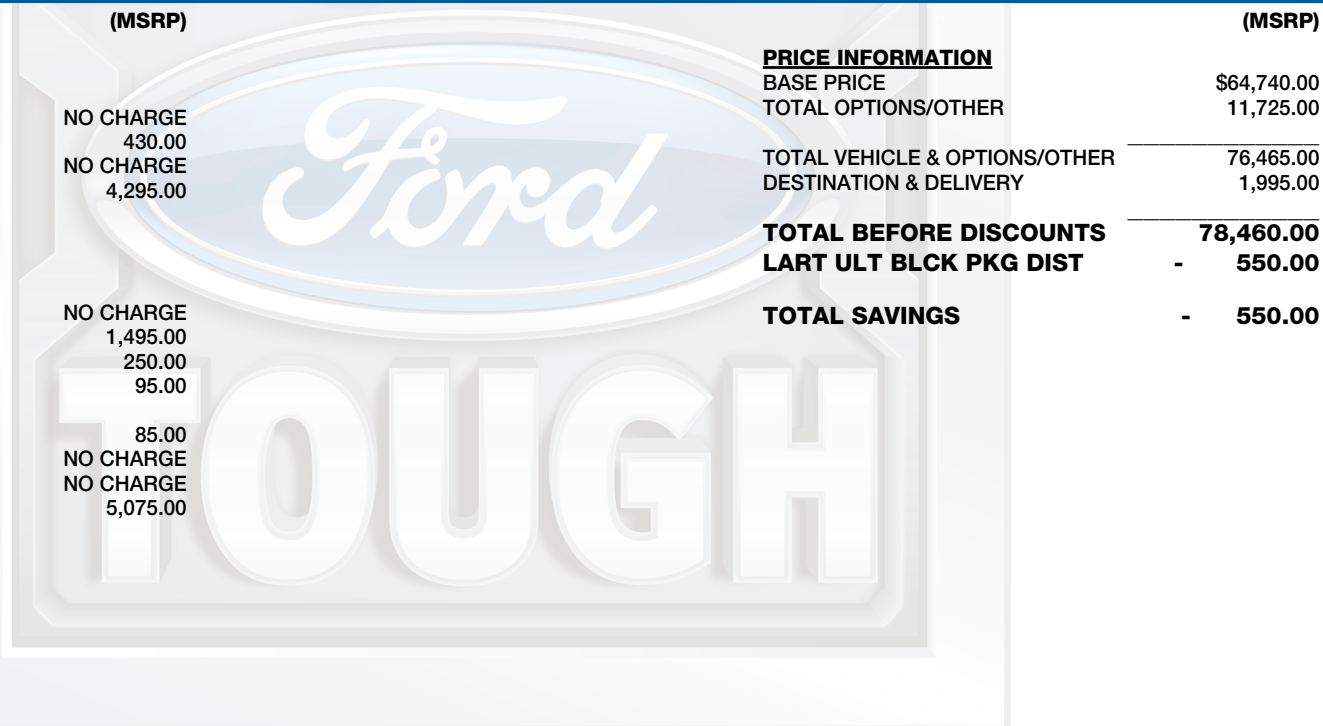 (MSRP)
NO CHARGE
430.00
NO CHARGE
4,295.00
NO CHARGE
1,495.00
250.00
95.00
85.00
NO CHARGE
NO CHARGE
5,075.00
Ford
TOUGH
(MSRP)
PRICE INFORMATION
BASE PRICE $64,740.00
TOTAL OPTIONS/OTHER 11,725.00
TOTAL VEHICLE & OPTIONS/OTHER 76,465.00
DESTINATION & DELIVERY 1,995.00
TOTAL BEFORE DISCOUNTS 78,460.00
LART ULT BLCK PKG DIST - 550.00
TOTAL SAVINGS - 550.00